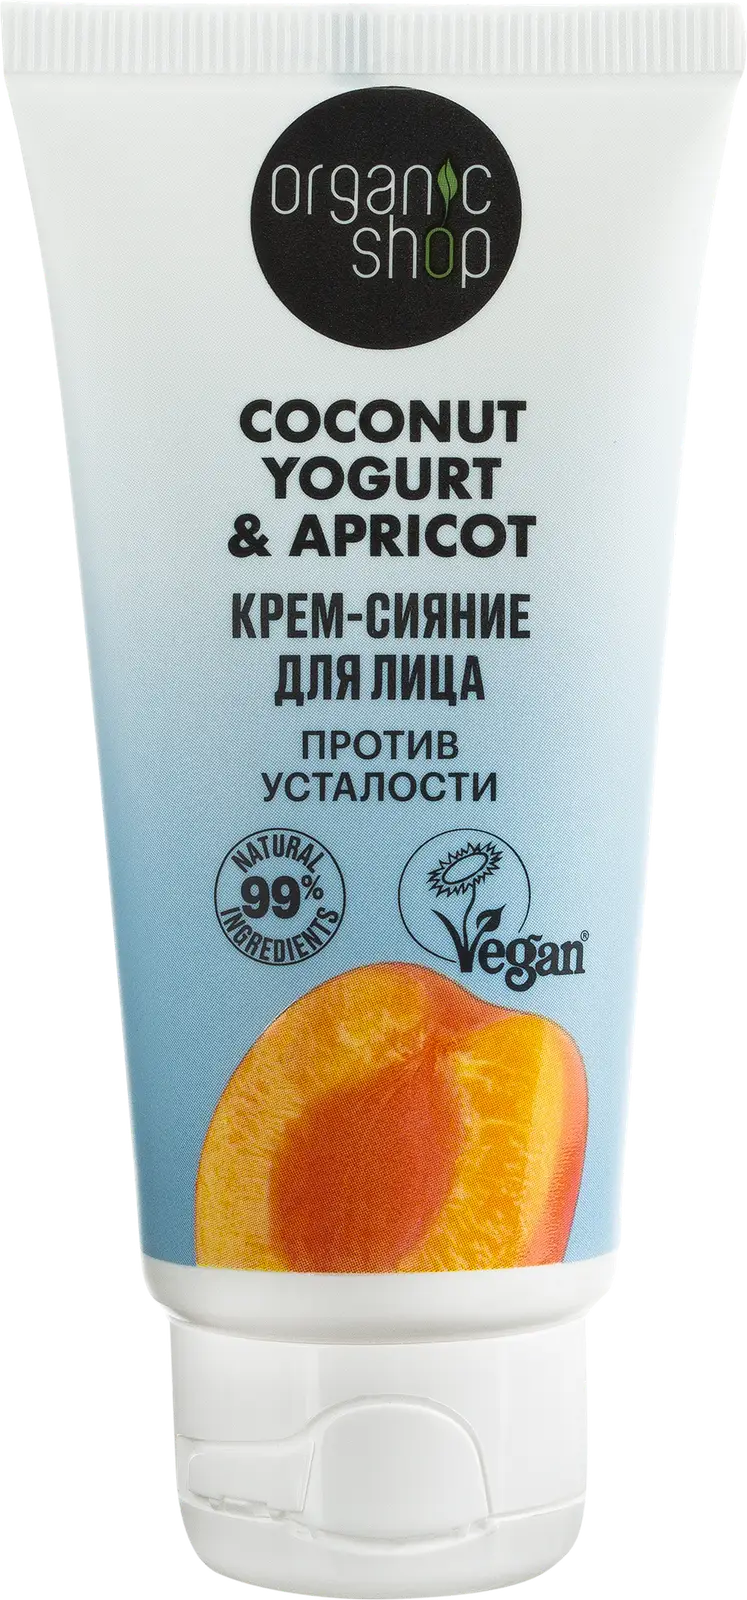 organic
shop
COCONUT
YOGURT
& APRICOT
КРЕМ-СИЯНИЕ
ДЛЯ ЛИЦА
ПРОТИВ
УСТАЛОСТИ
NATURAL
99%
INGREDIENTS
Vegan®